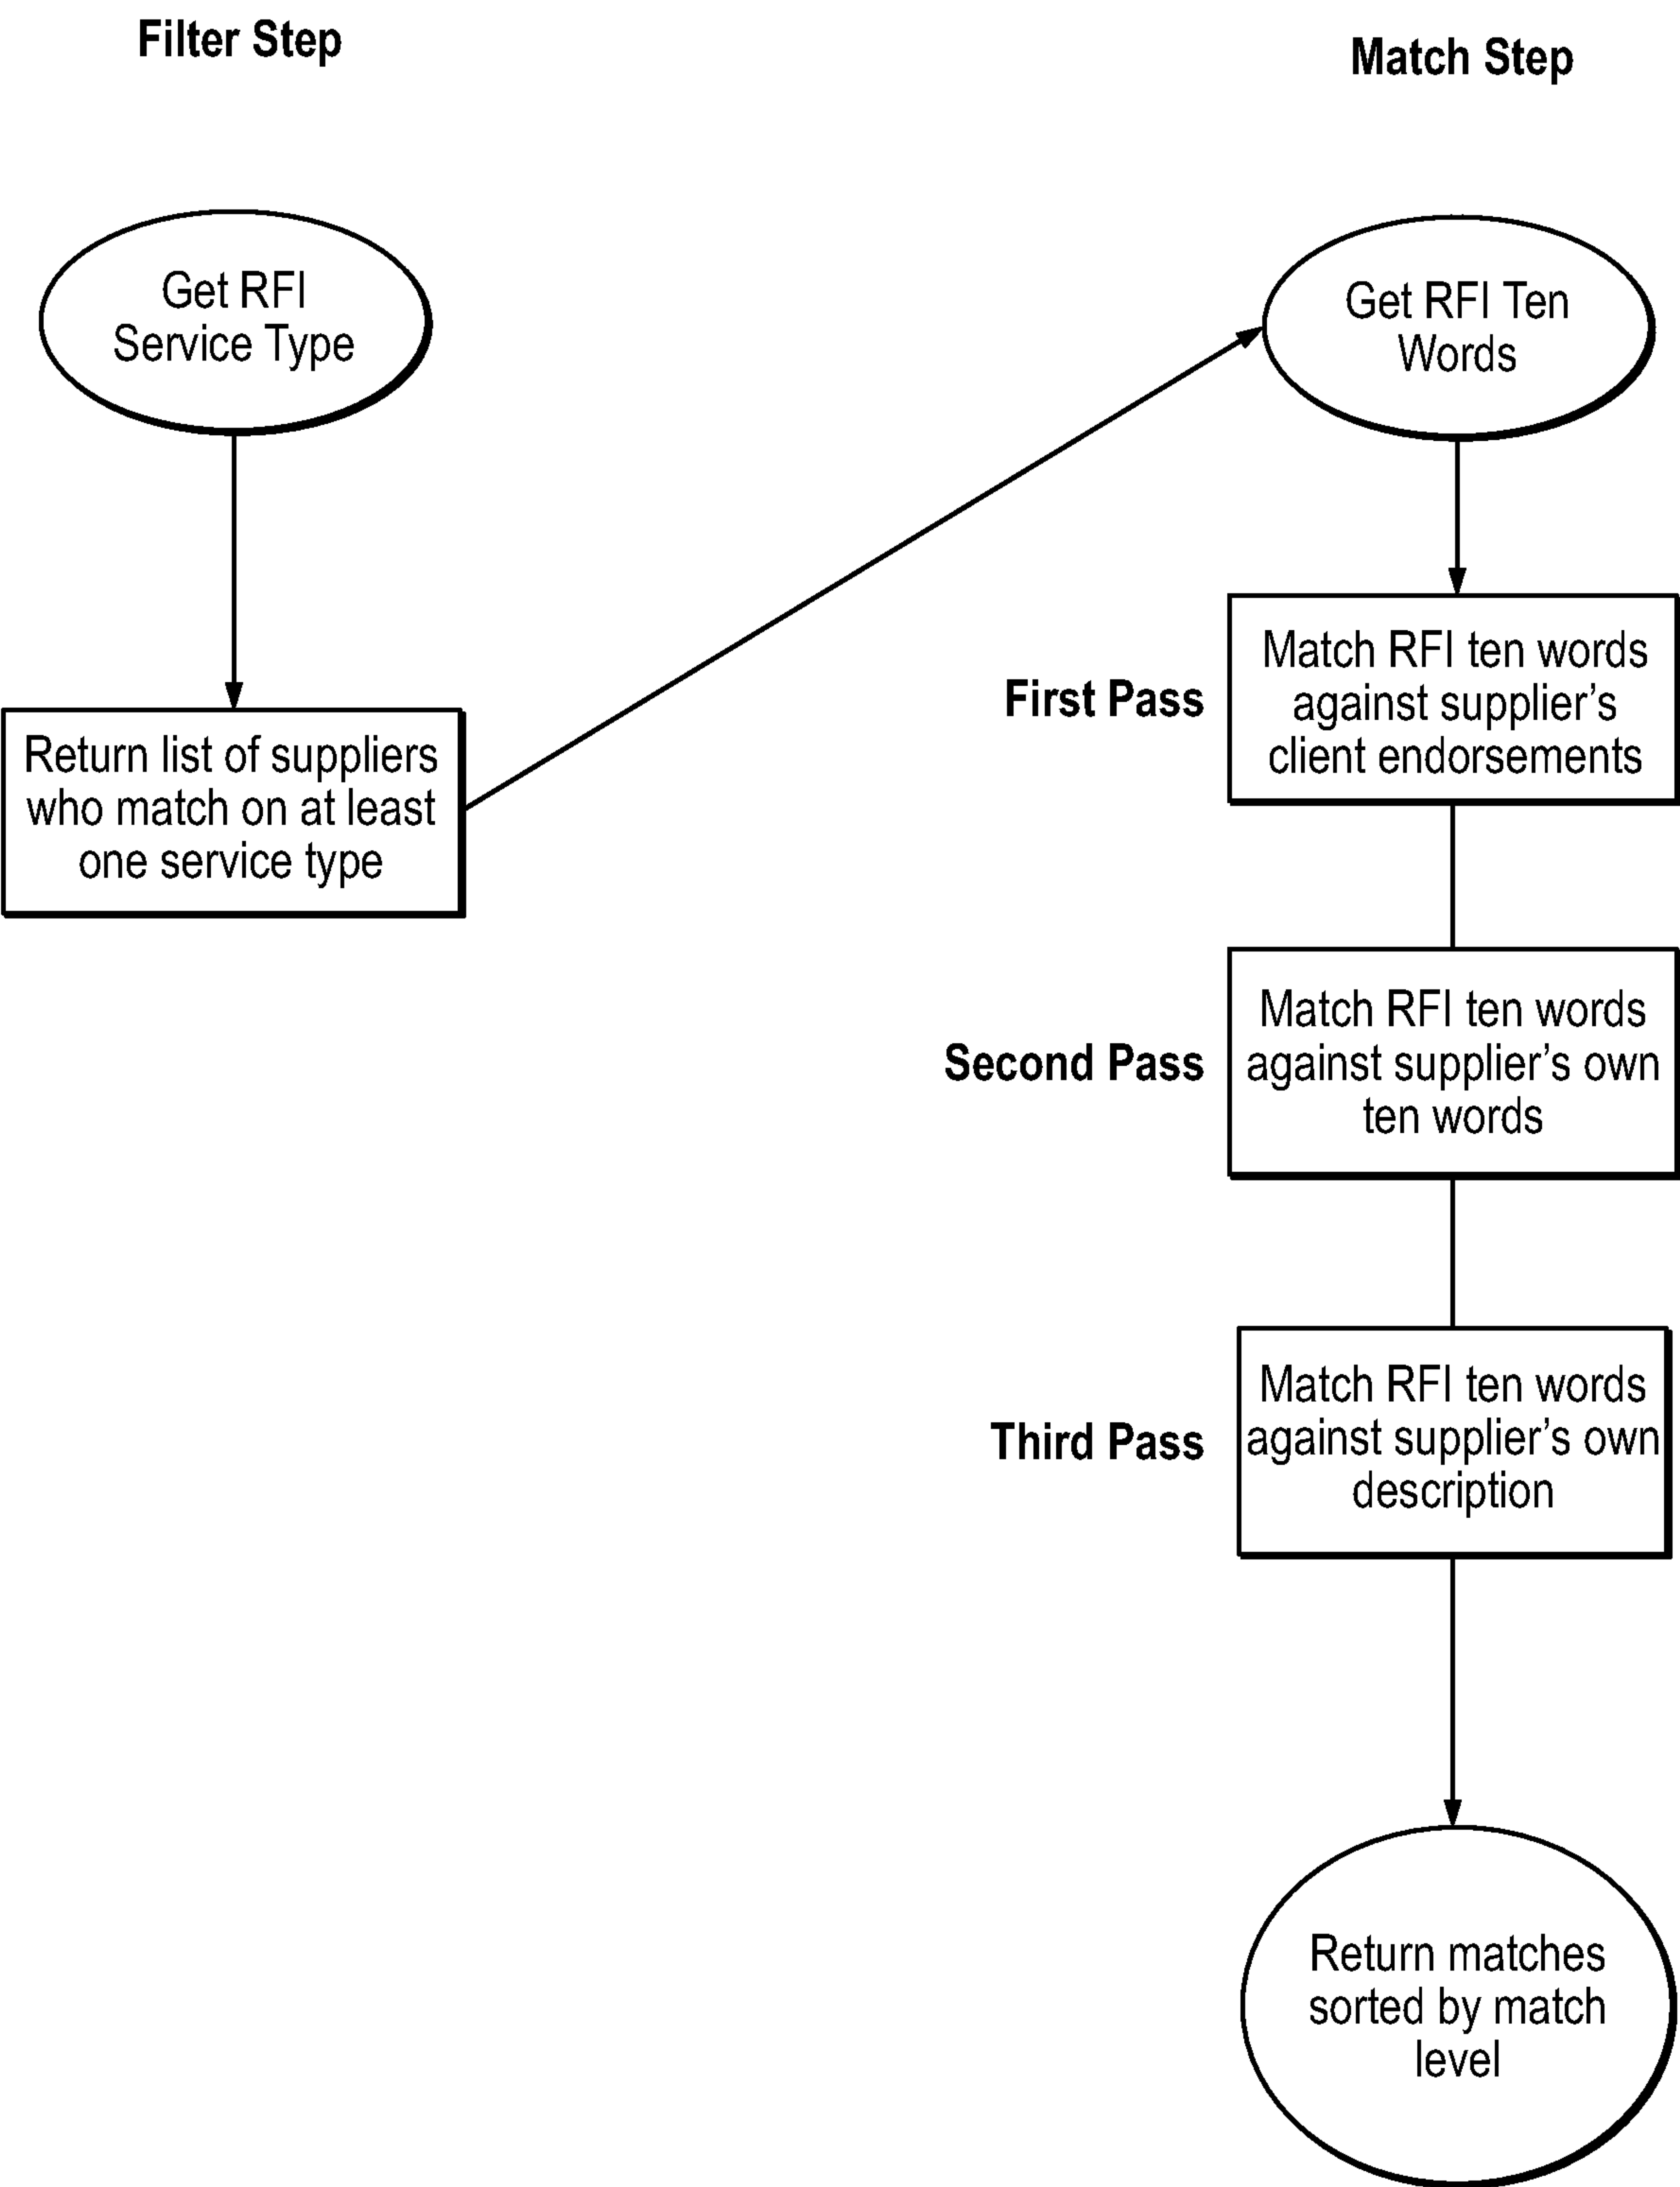 Filter Step
Match Step
Get RFI
Service Type
Return list of suppliers
who match on at least
one service type
Get RFI Ten
Words
First Pass
Match RFI ten words
against supplier's
client endorsements
Second Pass
Match RFI ten words
against supplier's own
ten words
Third Pass
Match RFI ten words
against supplier's own
description
Return matches
sorted by match
level